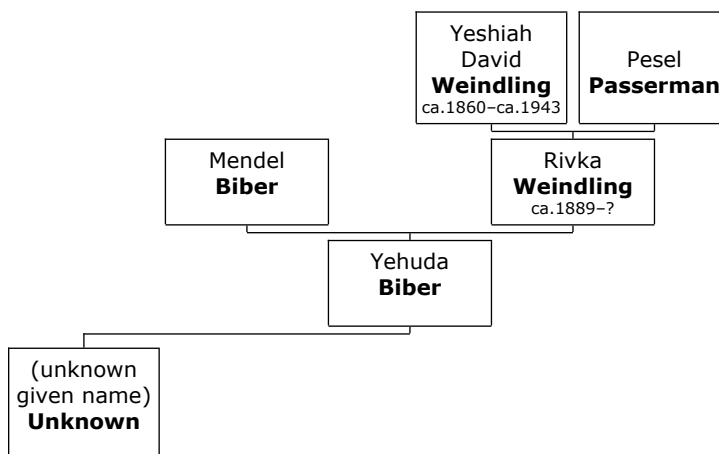 Yeshiah
David
Weindling
ca.1860–ca.1943
Pesel
Passerman
Mendel
Biber
Rivka
Weindling
ca.1889–?
Yehuda
Biber
(unknown
given name)
Unknown